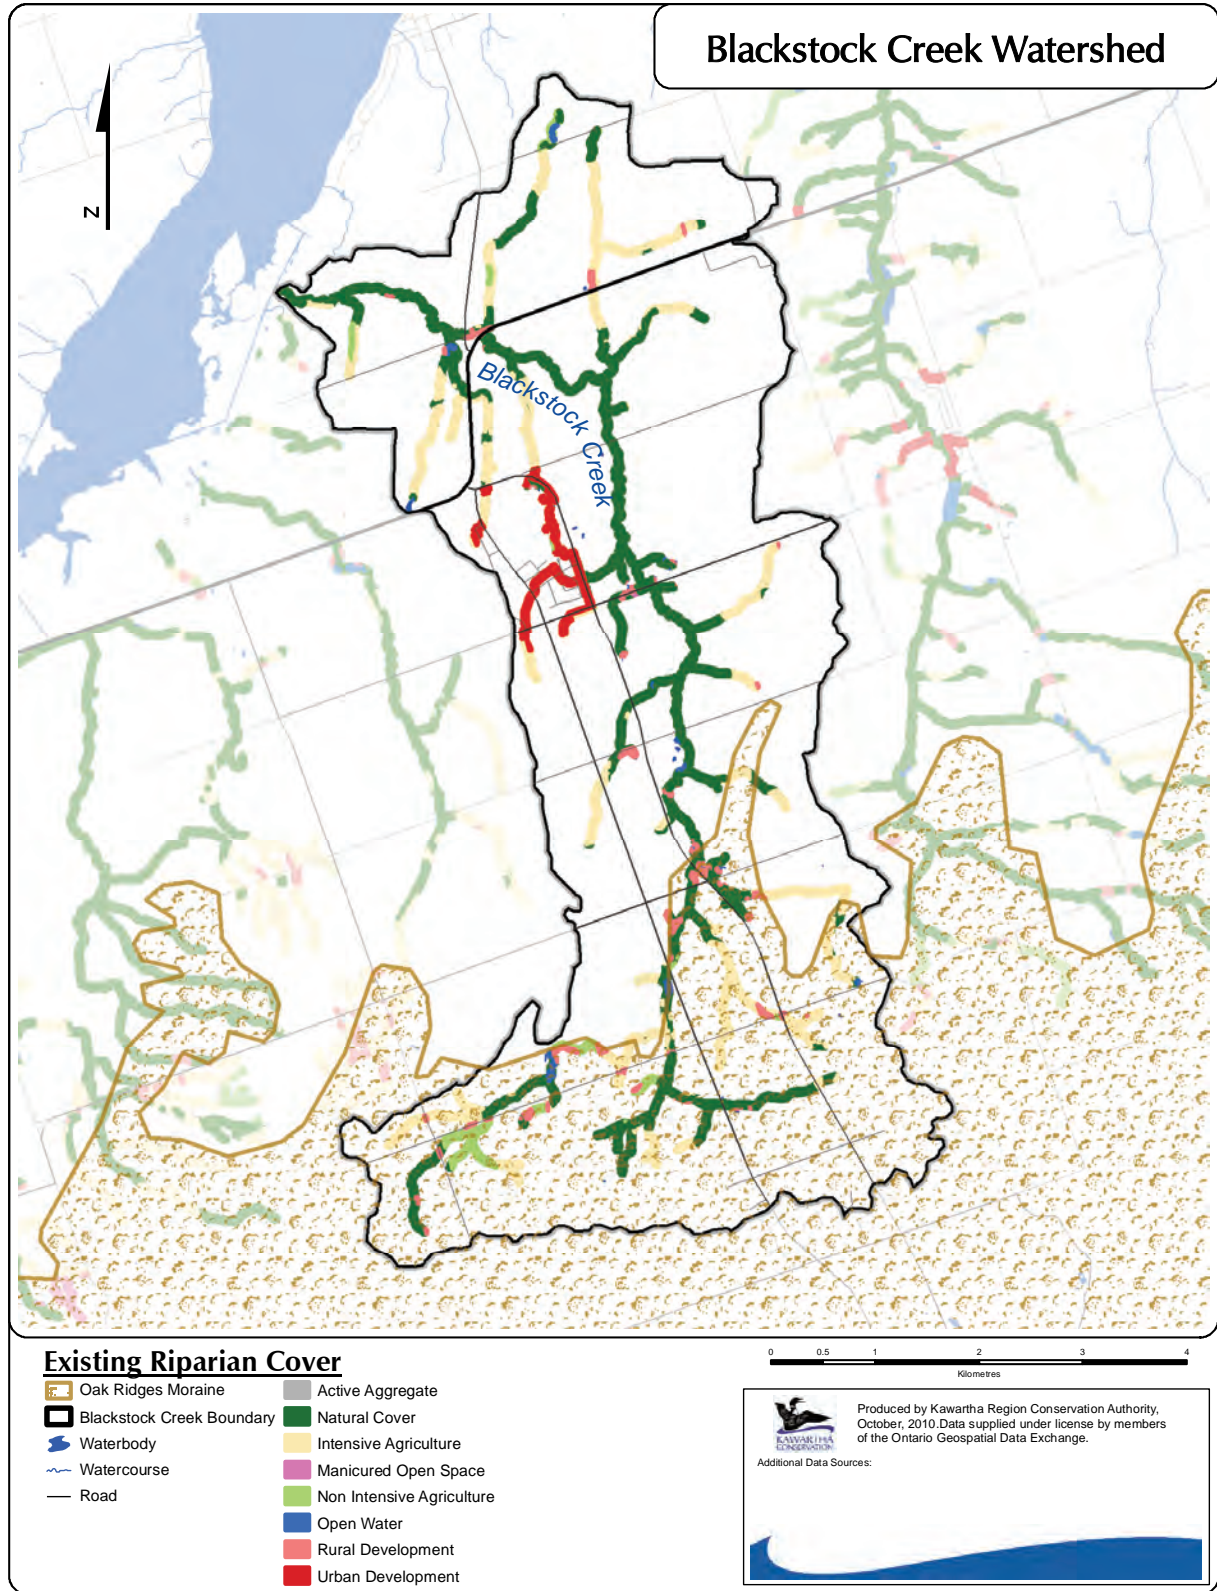 Blackstock Creek Watershed
N
Blackstock Creek
Existing Riparian Cover
Oak Ridges Moraine
Blackstock Creek Boundary
Waterbody
Watercourse
Road
Active Aggregate
Natural Cover
Intensive Agriculture
Manicured Open Space
Non Intensive Agriculture
Open Water
Rural Development
Urban Development
0 0.5 1 2 3 4
Kilometres
KAWARTHA
CONSERVATION
Produced by Kawartha Region Conservation Authority,
October, 2010.Data supplied under license by members
of the Ontario Geospatial Data Exchange.
Additional Data Sources: